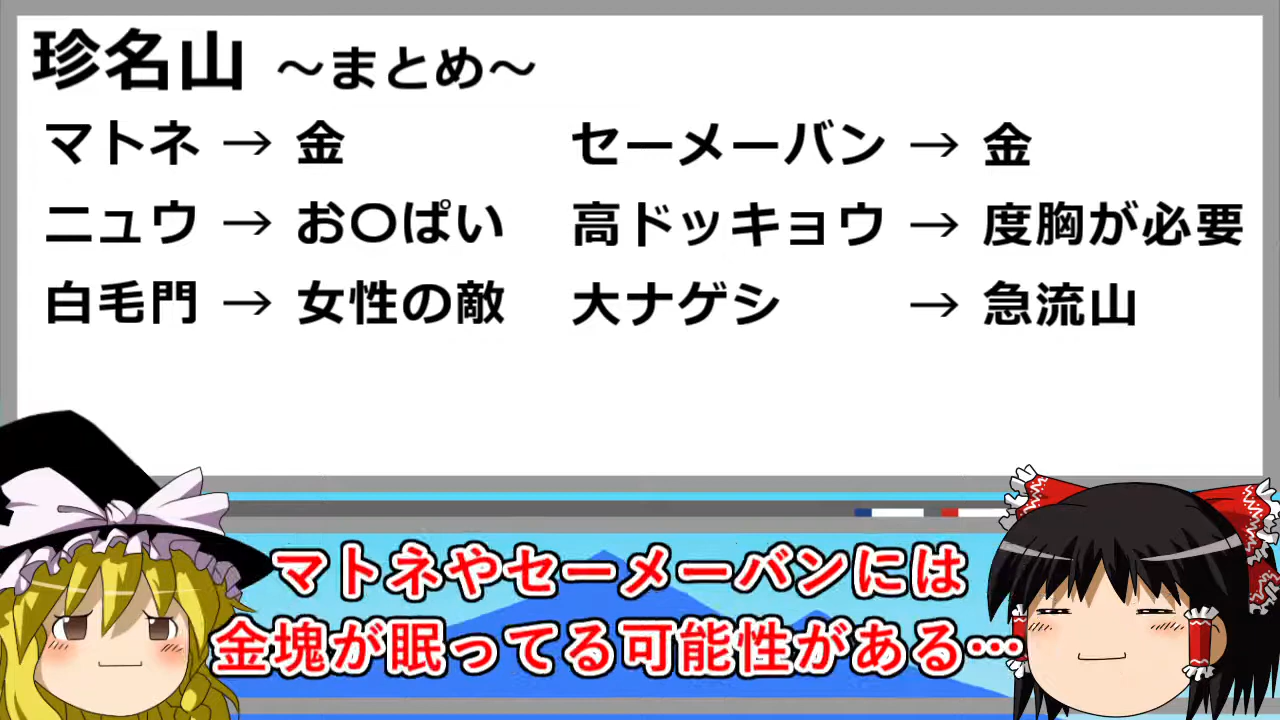 珍名山 ～まとめ～
マトネ → 金
ニュウ → お〇ぱい
白毛門 → 女性の敵
セーメーバン → 金
高ドッキョウ → 度胸が必要
大ナゲシ → 急流山
マトネやセーメーバンには
金塊が眠ってる可能性がある…